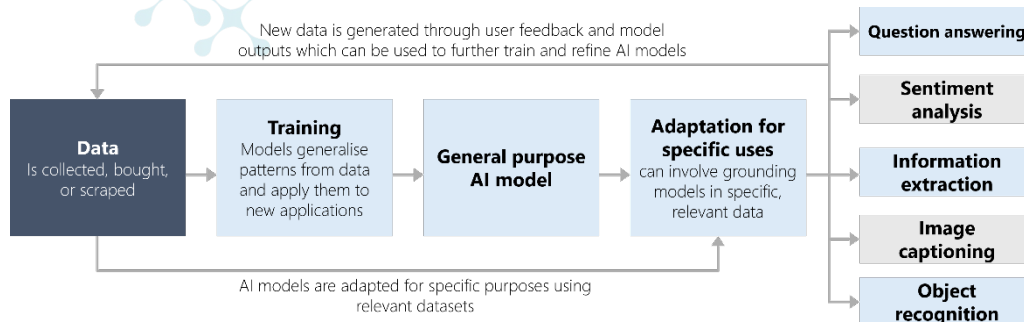 New data is generated through user feedback and model
outputs which can be used to further train and refine AI models
Data
Is collected, bought,
or scraped
Training
Models generalise
patterns from data
and apply them to
new applications
General purpose
AI model
Adaptation for
specific uses
can involve grounding
models in specific,
relevant data
Question answering
Sentiment
analysis
Information
extraction
Image
captioning
Object
recognition
AI models are adapted for specific purposes using
relevant datasets